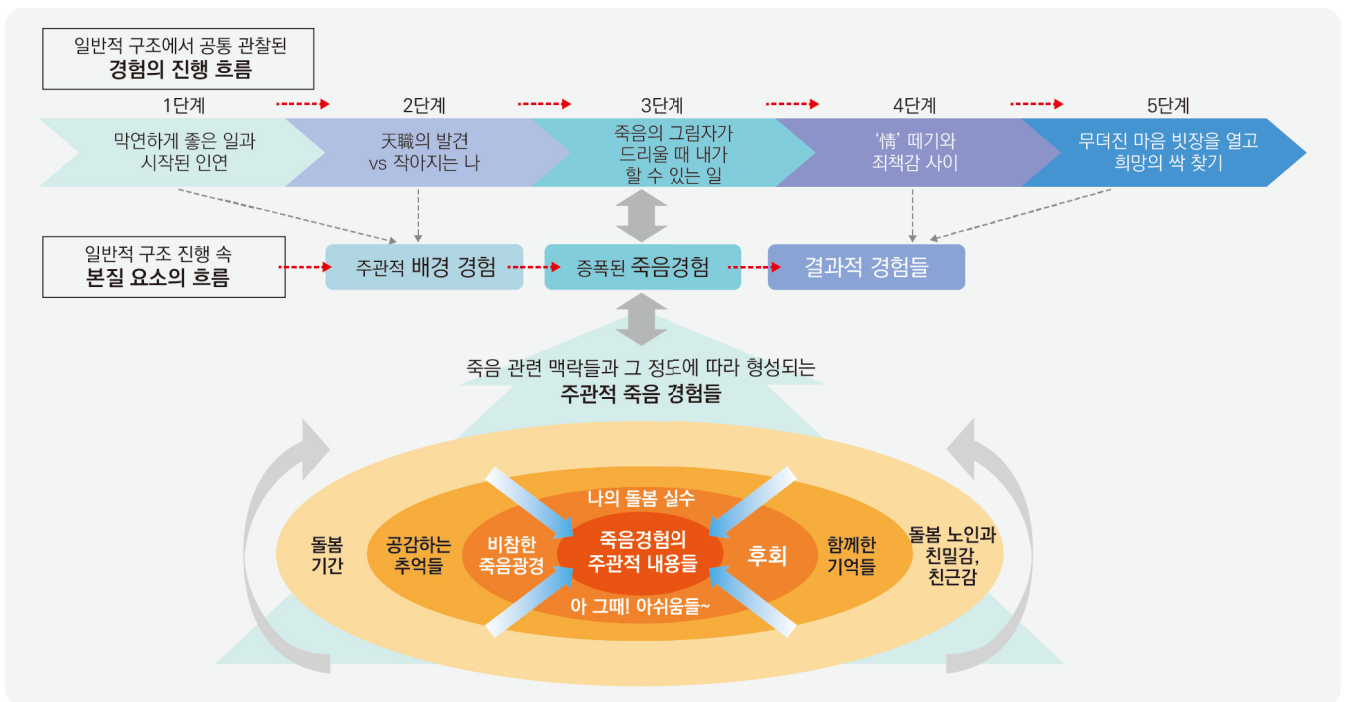 일반적 구조에서 공통 관찰된
경험의 진행 흐름
1단계
2단계
3단계
4단계
5단계
막연하게 좋은 일과
시작된 인연
天職의 발견
vs 작아지는 나
죽음의 그림자가
드리울 때 내가
할 수 있는 일
‘情’ 떼기와
죄책감 사이
무뎌진 마음 빗장을 열고
희망의 싹 찾기
일반적 구조 진행 속
본질 요소의 흐름
주관적 배경 경험
증폭된 죽음경험
결과적 경험들
죽음 관련 맥락들과 그 정도에 따라 형성되는
주관적 죽음 경험들
돌봄
기간
공감하는
추억들
비참한
죽음광경
나의 돌봄 실수
죽음경험의
주관적 내용들
아 그때! 아쉬움들~
후회
함께한
기억들
돌봄 노인과
친밀감,
친근감